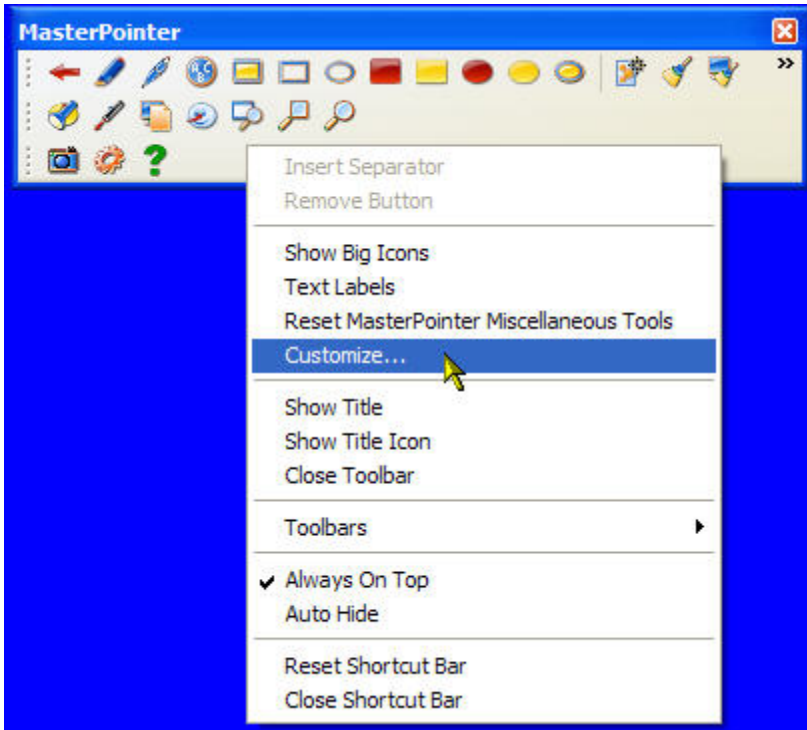 MasterPointer
»
?
Insert Separator
Remove Button
Show Big Icons
Text Labels
Reset MasterPointer Miscellaneous Tools
Customize...
Show Title
Show Title Icon
Close Toolbar
Toolbars
Always On Top
Auto Hide
Reset Shortcut Bar
Close Shortcut Bar